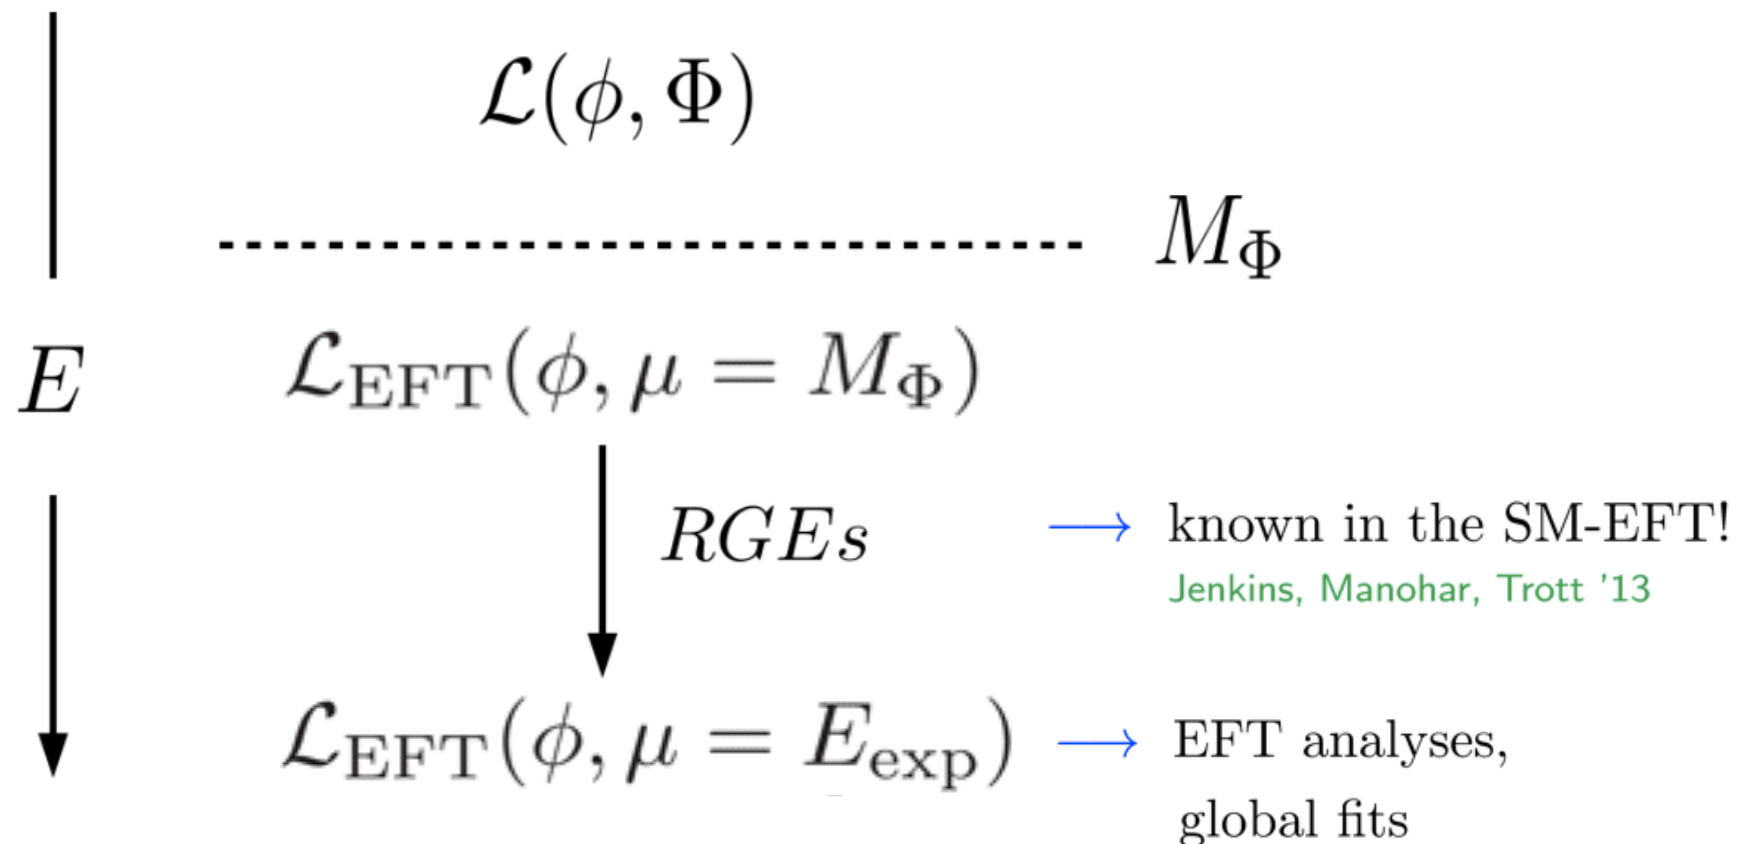 ℒ(ϕ, Φ)
M_Φ
E
ℒ_EFT(ϕ, μ = M_Φ)
RGEs
⟶ known in the SM-EFT!
Jenkins, Manohar, Trott '13
ℒ_EFT(ϕ, μ = E_exp)
⟶ EFT analyses,
global fits